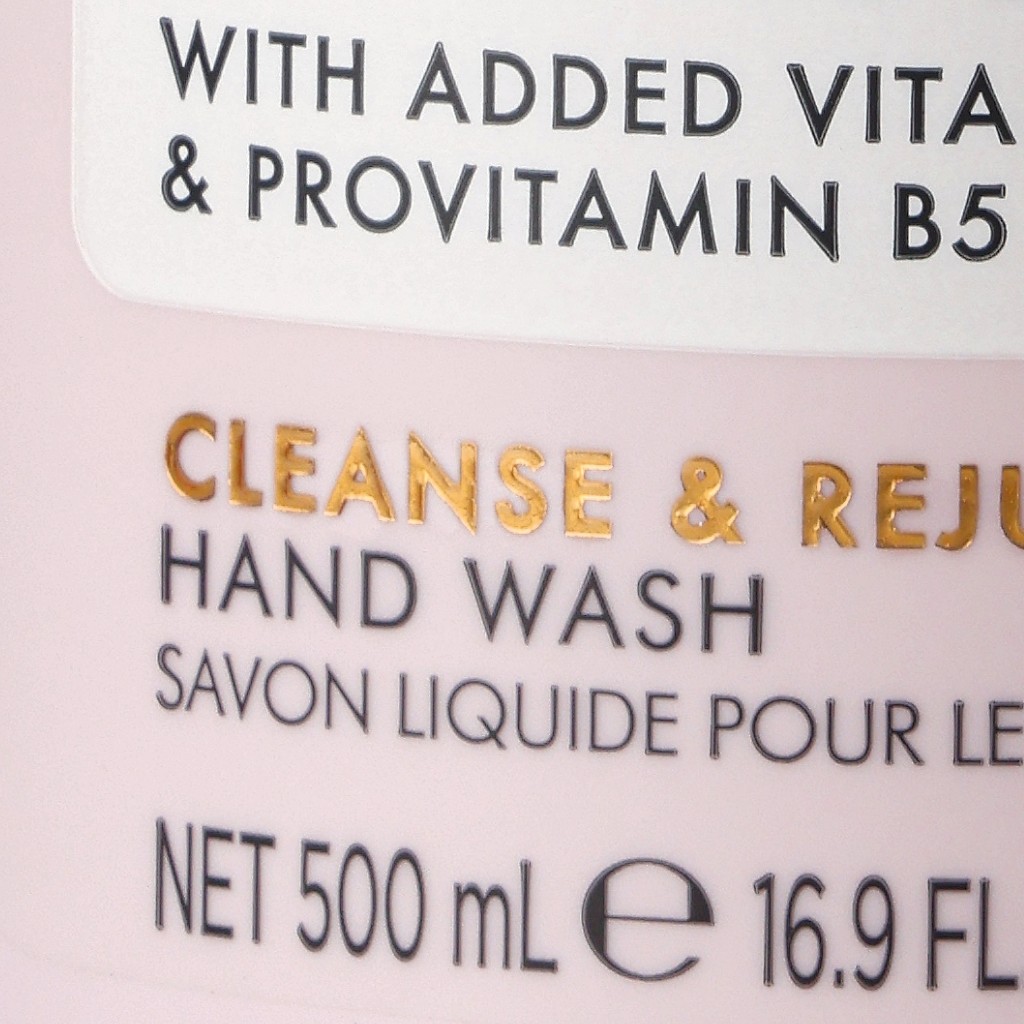 WITH ADDED VITA
& PROVITAMIN B5
CLEANSE & REJU
HAND WASH
SAVON LIQUIDE POUR LE
NET 500 mL e 16.9 FL